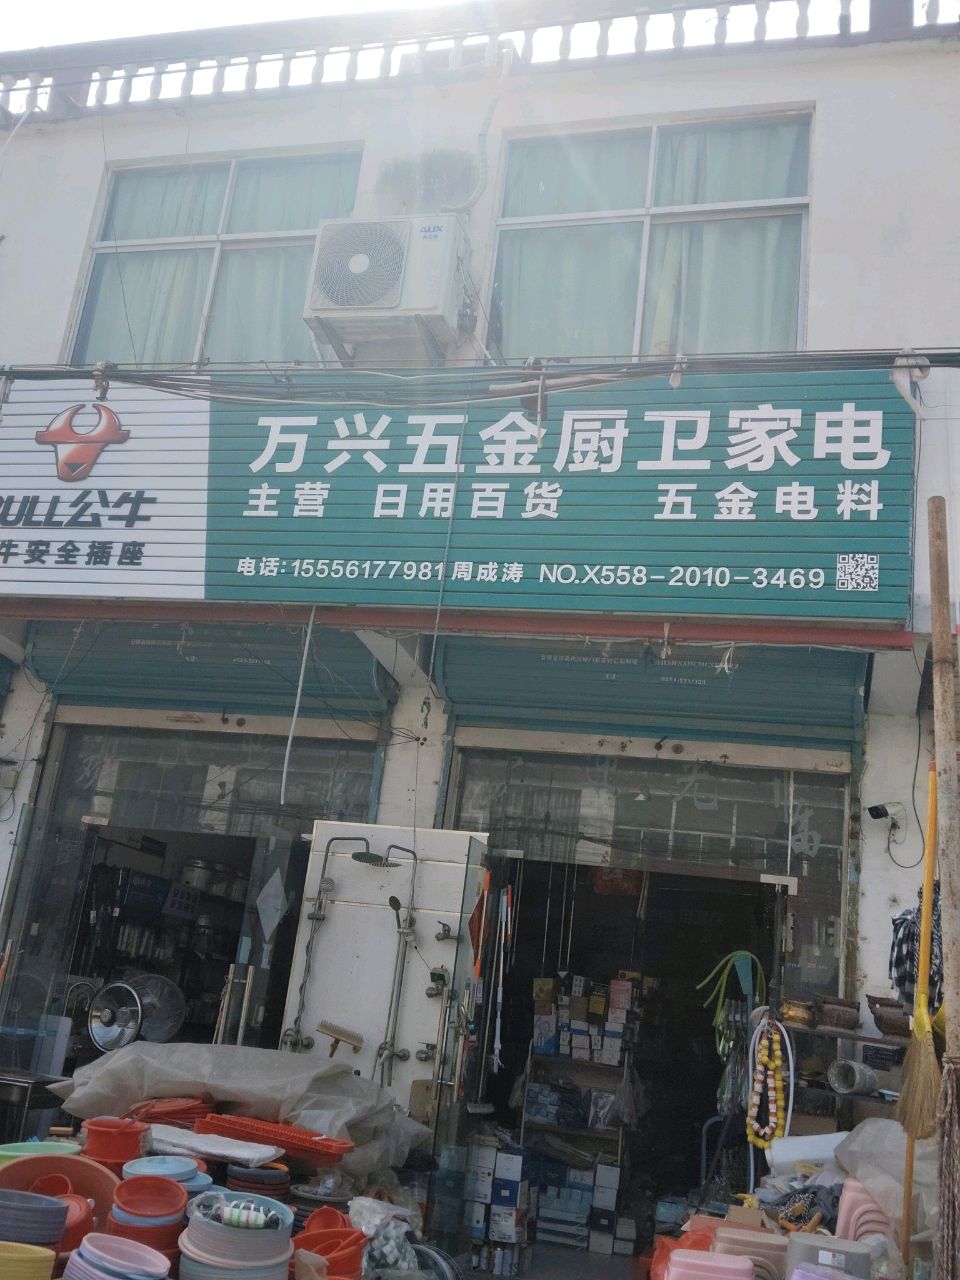 AUX
万兴五金厨卫家电
主营 日用百货 五金电料
电话:15556177981周成涛 NO.X558-2010-3469
BULL公牛
牛安全插座